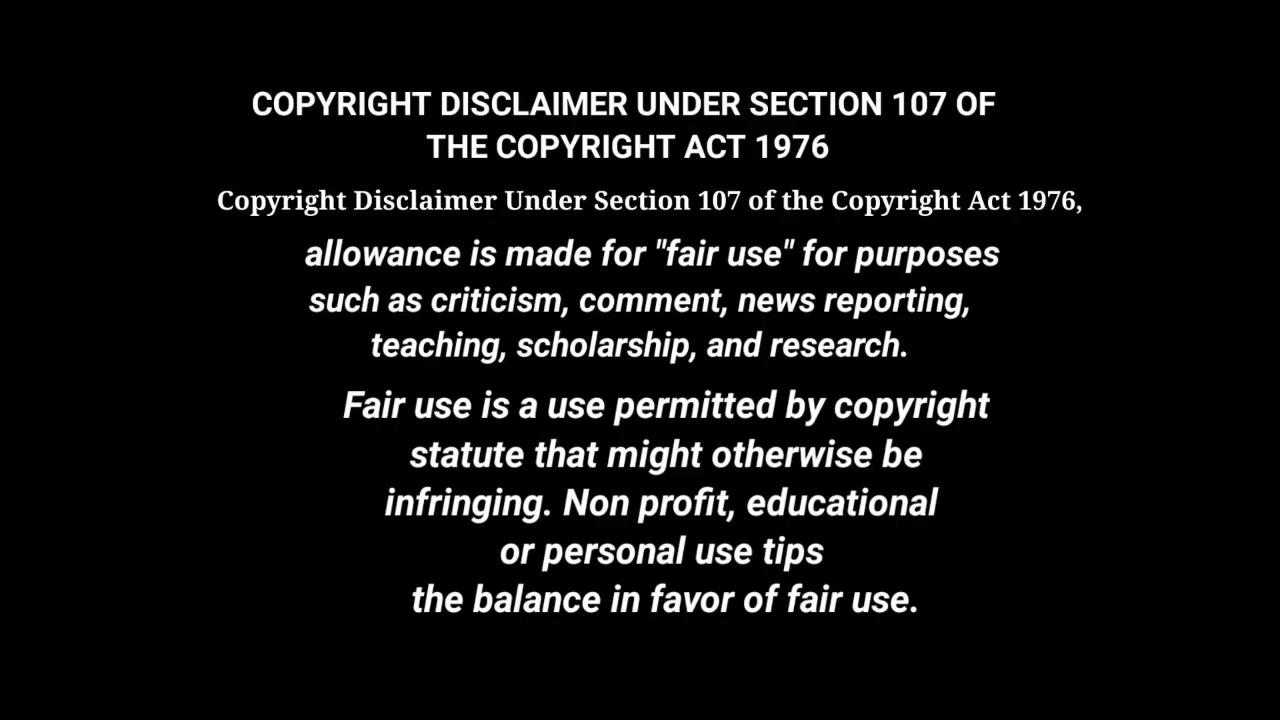 COPYRIGHT DISCLAIMER UNDER SECTION 107 OF
THE COPYRIGHT ACT 1976
Copyright Disclaimer Under Section 107 of the Copyright Act 1976,
allowance is made for "fair use" for purposes
such as criticism, comment, news reporting,
teaching, scholarship, and research.
Fair use is a use permitted by copyright
statute that might otherwise be
infringing. Non profit, educational
or personal use tips
the balance in favor of fair use.